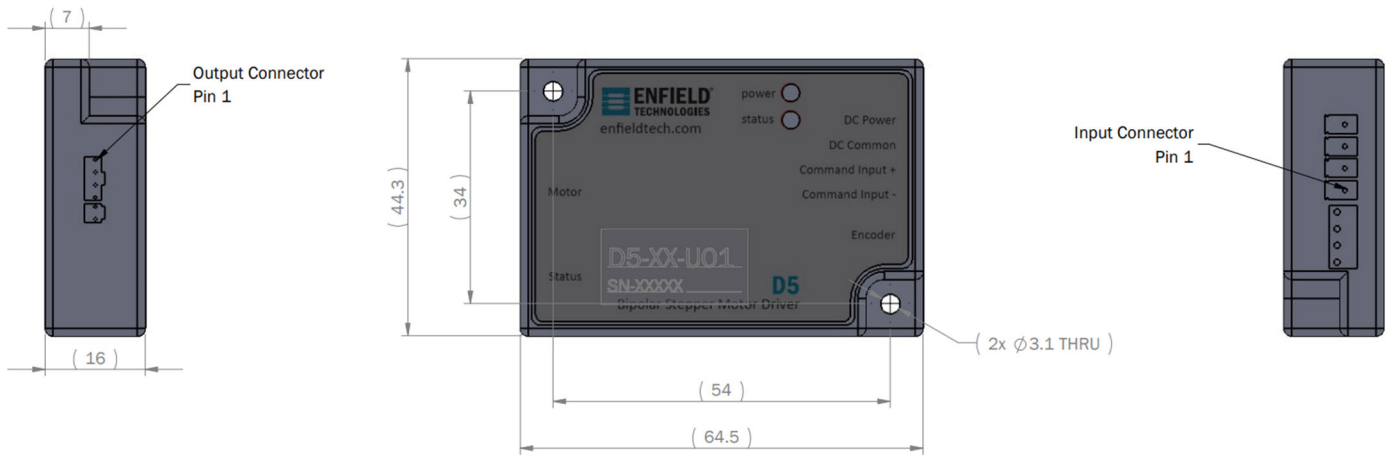 ( 7 )
Output Connector
Pin 1
( 16 )
( 44.3 )
( 34 )
ENFIELD®
TECHNOLOGIES
enfieldtech.com
power
status
DC Power
DC Common
Command Input +
Command Input -
Motor
Encoder
D5-XX-U01
Status
SN-XXXXX
D5
Bipolar Stepper Motor Driver
( 2x ⌀3.1 THRU )
( 54 )
( 64.5 )
Input Connector
Pin 1